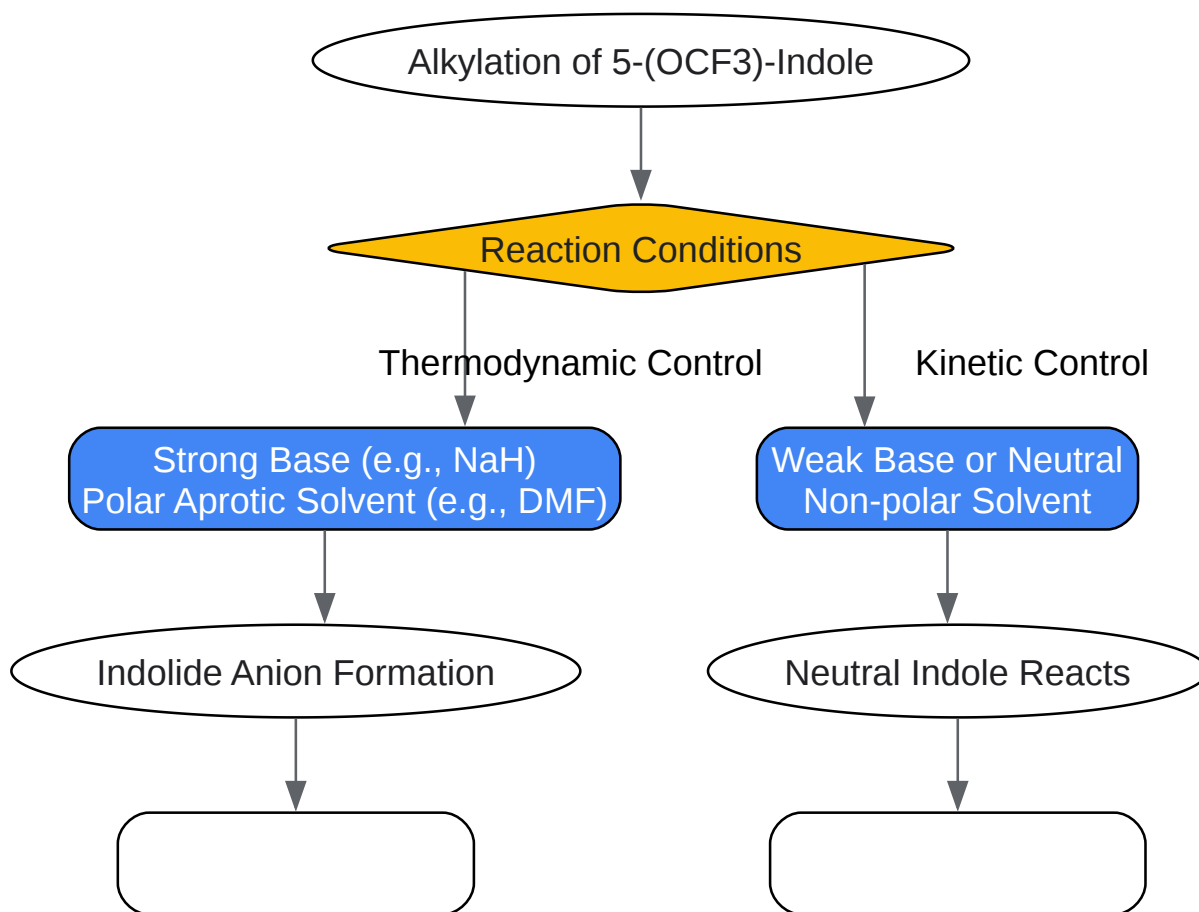 Alkylation of 5-(OCF3)-Indole
Reaction Conditions
Thermodynamic Control
Kinetic Control
Strong Base (e.g., NaH)
Polar Aprotic Solvent (e.g., DMF)
Weak Base or Neutral
Non-polar Solvent
Indolide Anion Formation
Neutral Indole Reacts